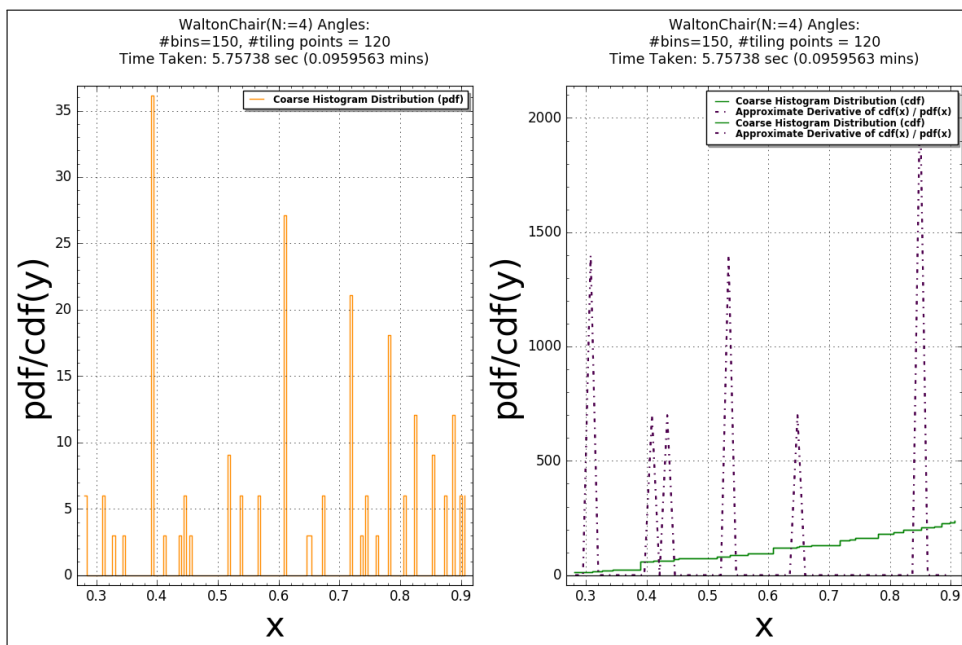 WaltonChair(N:=4) Angles:
#bins=150, #tiling points = 120
Time Taken: 5.75738 sec (0.0959563 mins)
Coarse Histogram Distribution (pdf)
35
30
25
20
15
10
5
0
pdf/cdf(y)
0.3 0.4 0.5 0.6 0.7 0.8 0.9
x
WaltonChair(N:=4) Angles:
#bins=150, #tiling points = 120
Time Taken: 5.75738 sec (0.0959563 mins)
Coarse Histogram Distribution (cdf)
Approximate Derivative of cdf(x) / pdf(x)
Coarse Histogram Distribution (cdf)
Approximate Derivative of cdf(x) / pdf(x)
2000
1500
1000
500
0
pdf/cdf(y)
0.3 0.4 0.5 0.6 0.7 0.8 0.9
x